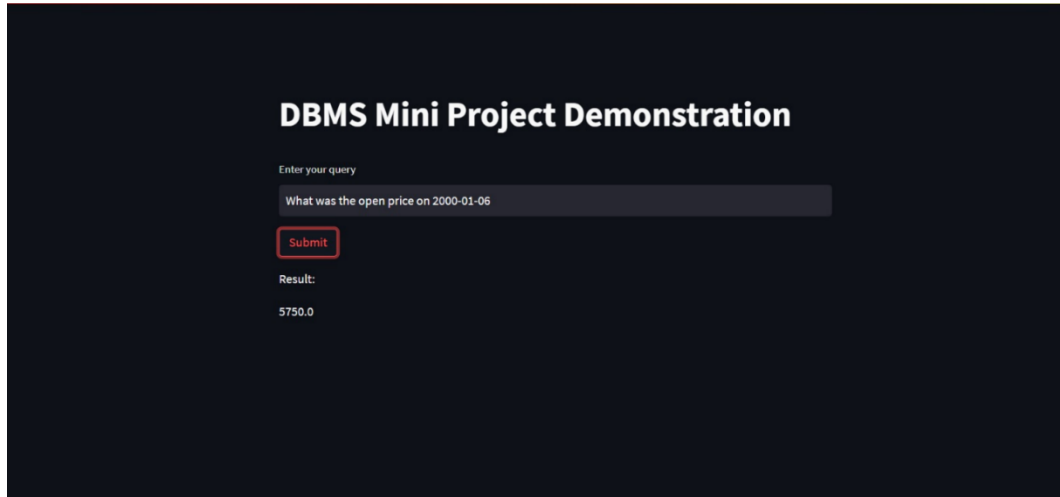 DBMS Mini Project Demonstration
Enter your query
What was the open price on 2000-01-06
Submit
Result:
5750.0